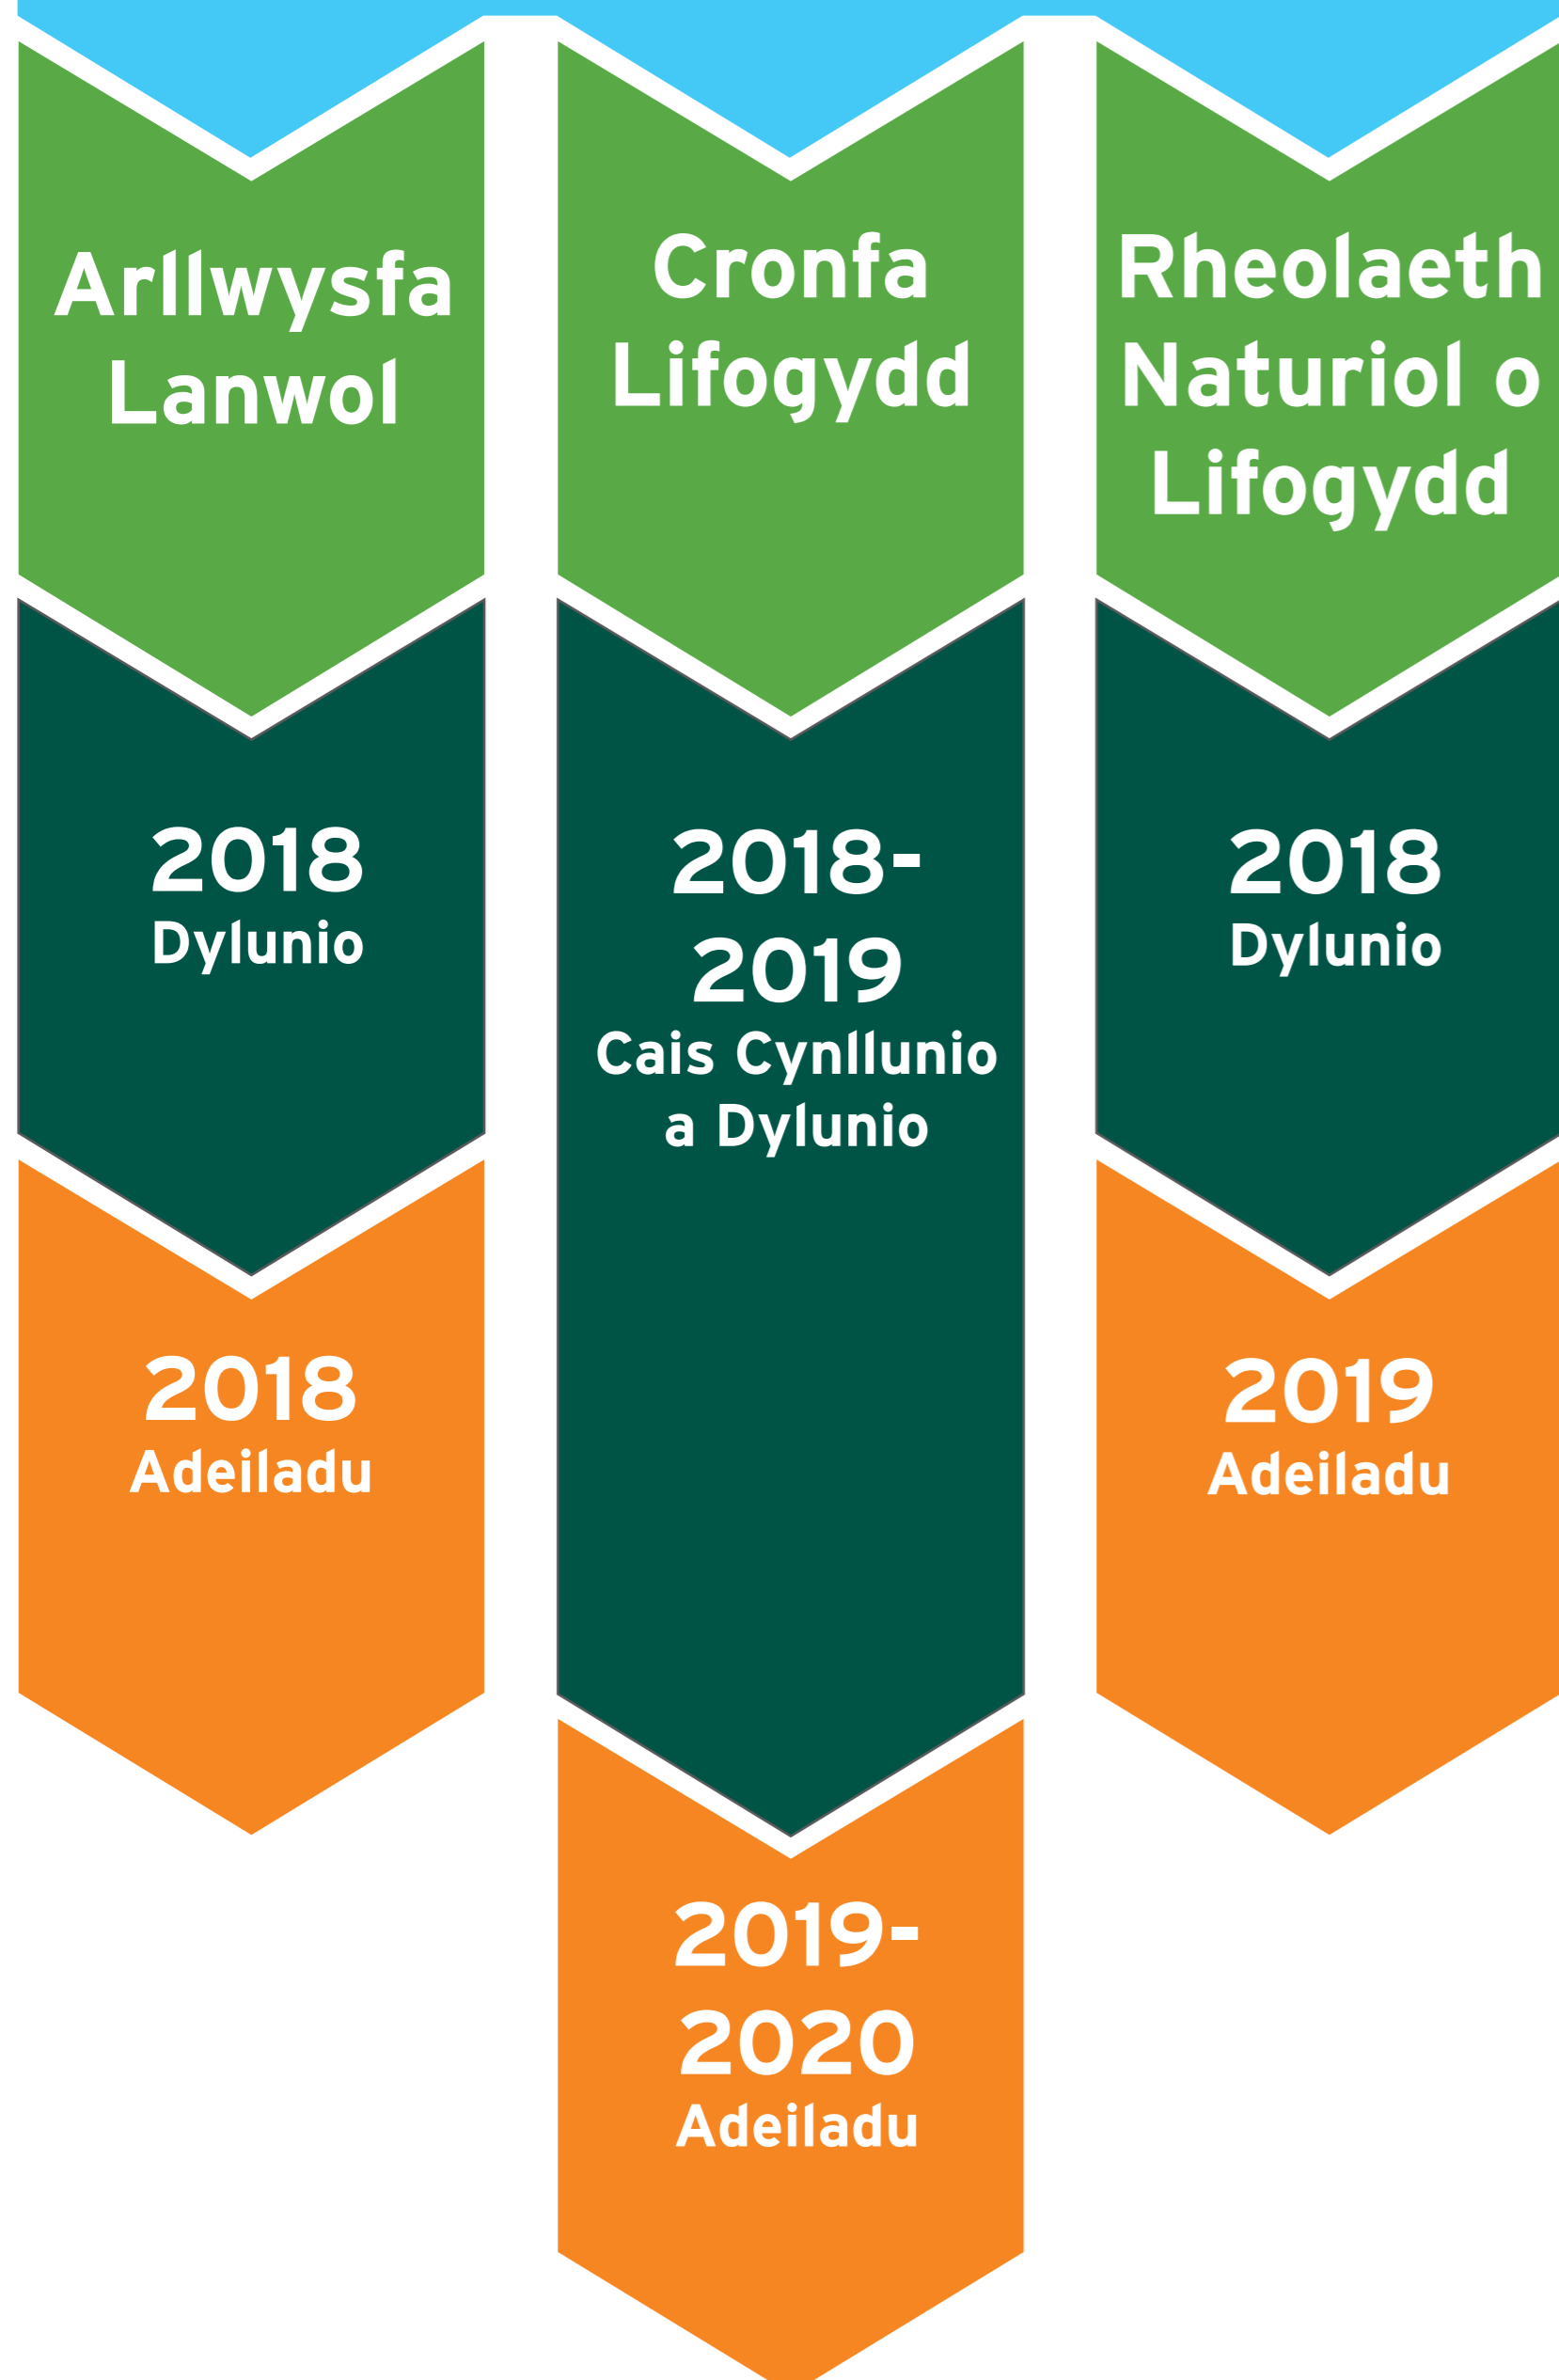 Arllwysfa
Lanwol
2018
Dylunio
2018
Adeiladu
Cronfa
Lifogydd
2018-
2019
Cais Cynllunio
a Dylunio
2019-
2020
Adeiladu
Rheolaeth
Naturiol o
Lifogydd
2018
Dylunio
2019
Adeiladu